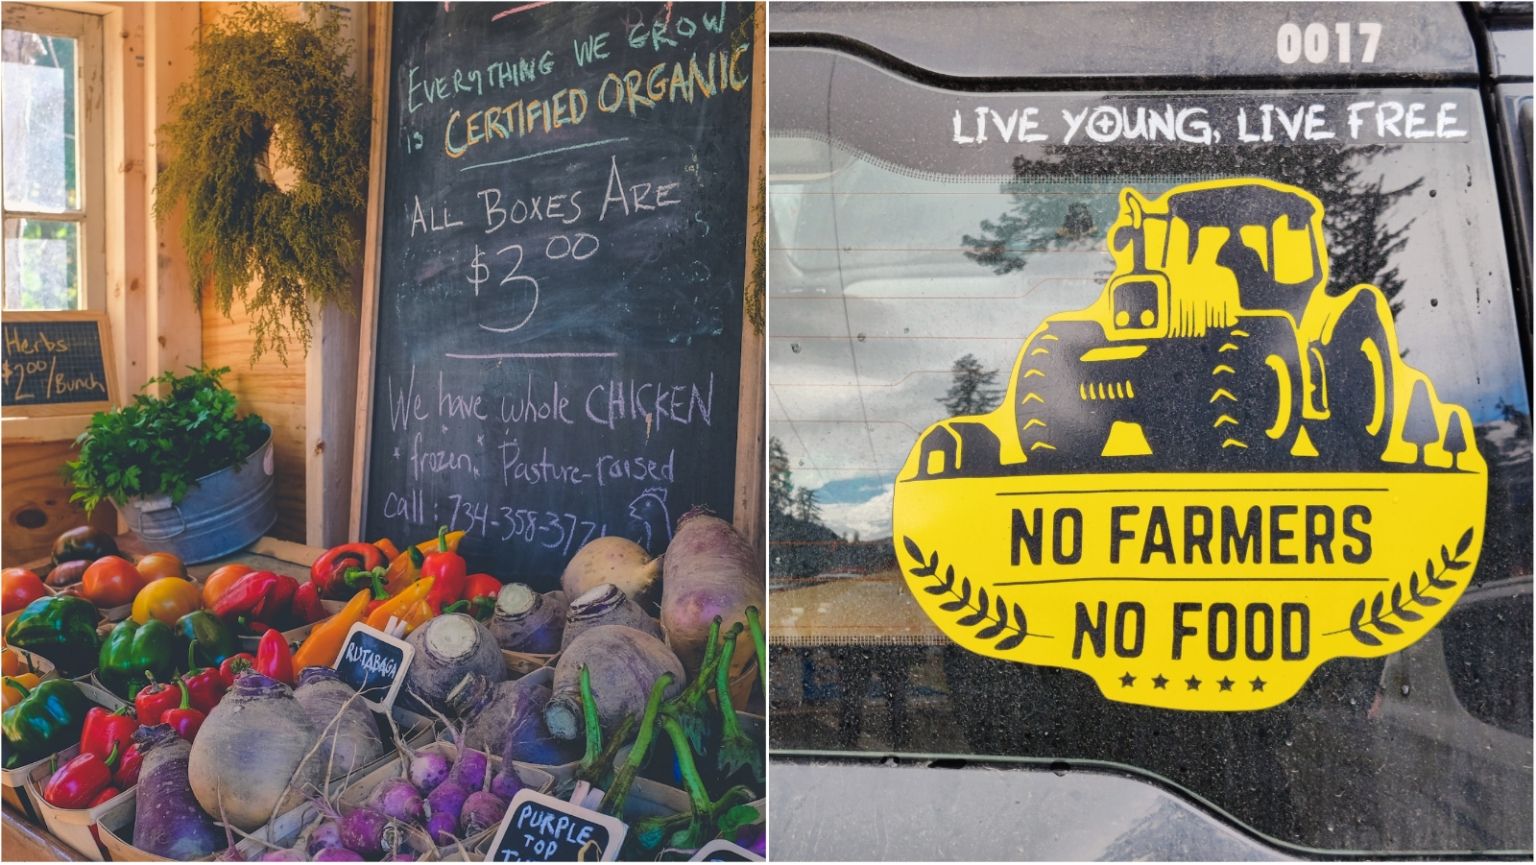 EVERYTHING WE GROW
is CERTIFIED ORGANIC
ALL BOXES ARE
$3.00
We have whole CHICKEN
frozen, Pasture-raised
call: 734-358-377
Herbs
$2.00/Bunch
RUTABAGA
PURPLE
TOP
0017
LIVE YOUNG, LIVE FREE
NO FARMERS
NO FOOD